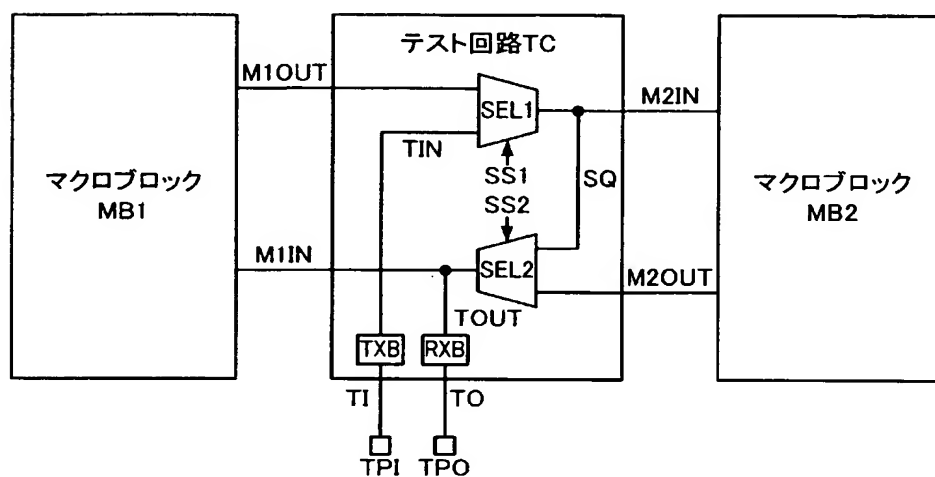 テスト回路TC
M1OUT
SEL1
M2IN
TIN
マクロブロック
MB1
SS1
SS2
SQ
マクロブロック
MB2
M1IN
SEL2
M2OUT
TOUT
TXB
RXB
TI
TO
TPI
TPO